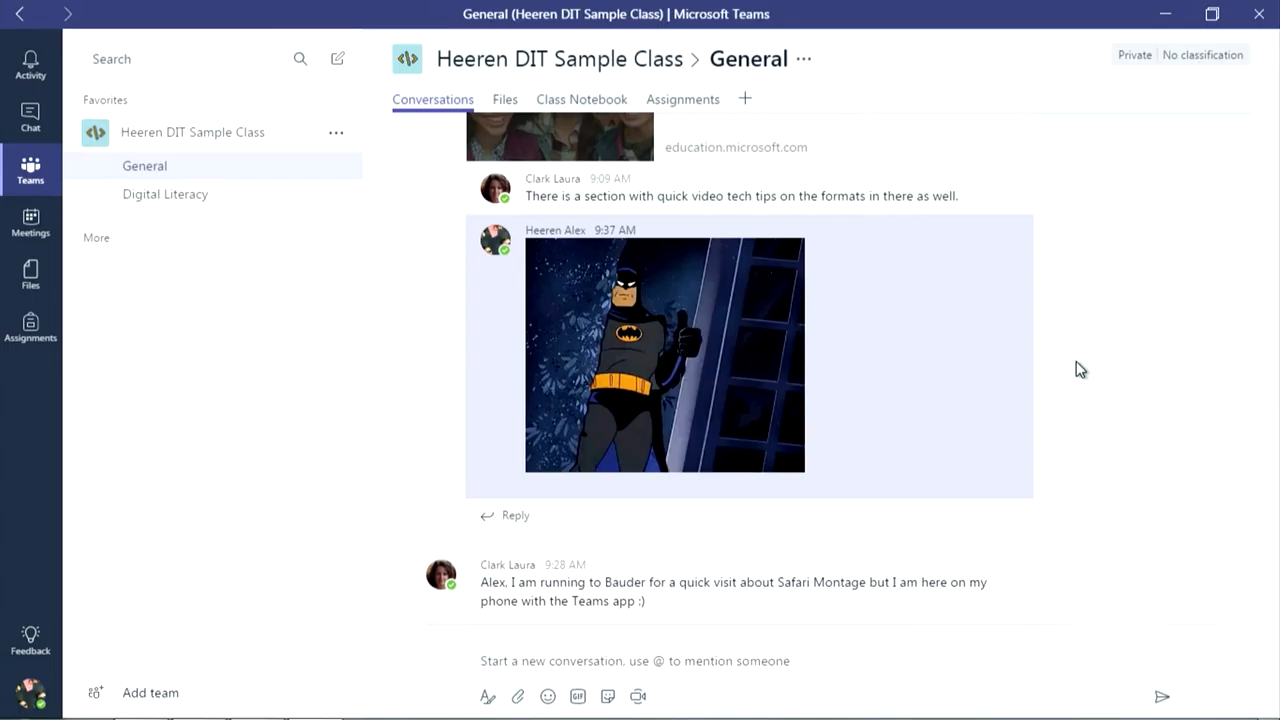 General (Heeren DIT Sample Class) | Microsoft Teams
Activity
Chat
Teams
Meetings
Files
Assignments
Feedback
Search
Favorites
Heeren DIT Sample Class
General
Digital Literacy
More
Add team
Heeren DIT Sample Class > General
Private | No classification
Conversations Files Class Notebook Assignments
education.microsoft.com
Clark Laura 9:09 AM
There is a section with quick video tech tips on the formats in there as well.
Heeren Alex 9:37 AM
Reply
Clark Laura 9:28 AM
Alex, I am running to Bauder for a quick visit about Safari Montage but I am here on my
phone with the Teams app :)
Start a new conversation, use @ to mention someone
GIF